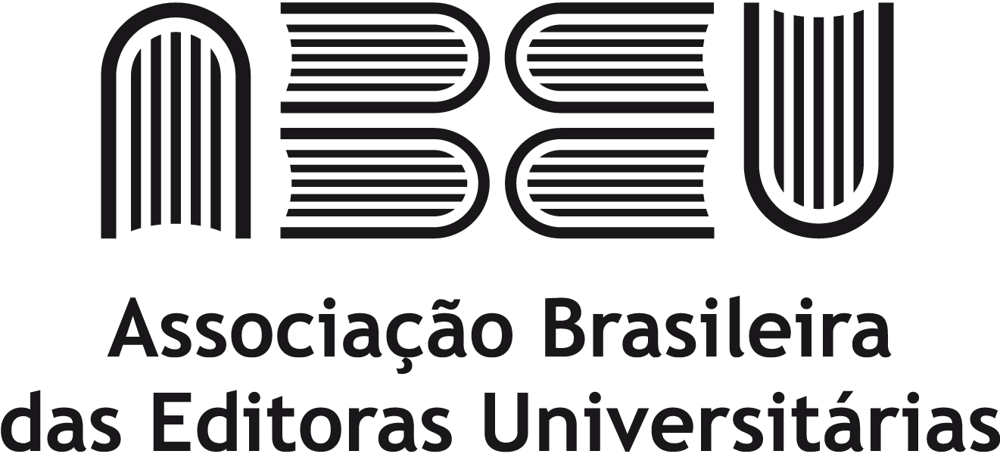 ABEU
Associação Brasileira
das Editoras Universitárias